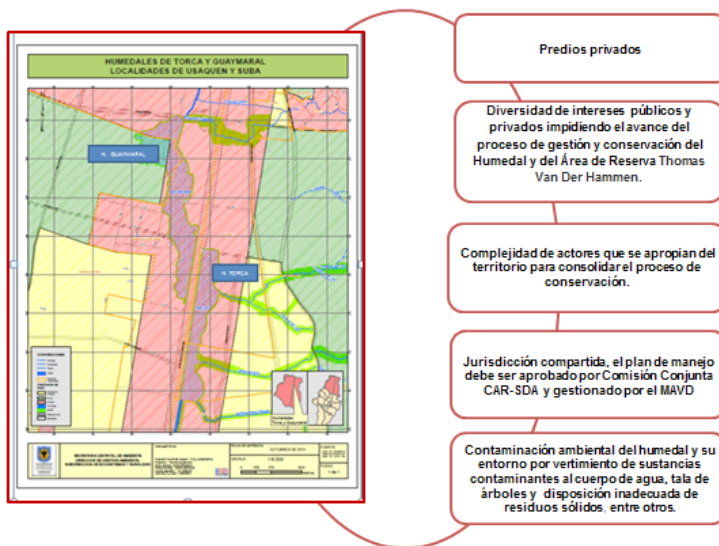 HUMEDALES DE TORCA Y GUAYMARAL
LOCALIDADES DE USAQUEN Y SUBA
H. GUAYMARAL
H. TORCA
Humedales
Torca y Guaymaral
SECRETARIA DISTRITAL DE AMBIENTE
Predios privados
Diversidad de intereses públicos y
privados impidiendo el avance del
proceso de gestión y conservación del
Humedal y del Área de Reserva Thomas
Van Der Hammen.
Complejidad de actores que se apropian del
territorio para consolidar el proceso de
conservación.
Jurisdicción compartida, el plan de manejo
debe ser aprobado por Comisión Conjunta
CAR-SDA y gestionado por el MAVD
Contaminación ambiental del humedal y su
entorno por vertimiento de sustancias
contaminantes al cuerpo de agua, tala de
árboles y disposición inadecuada de
residuos sólidos, entre otros.